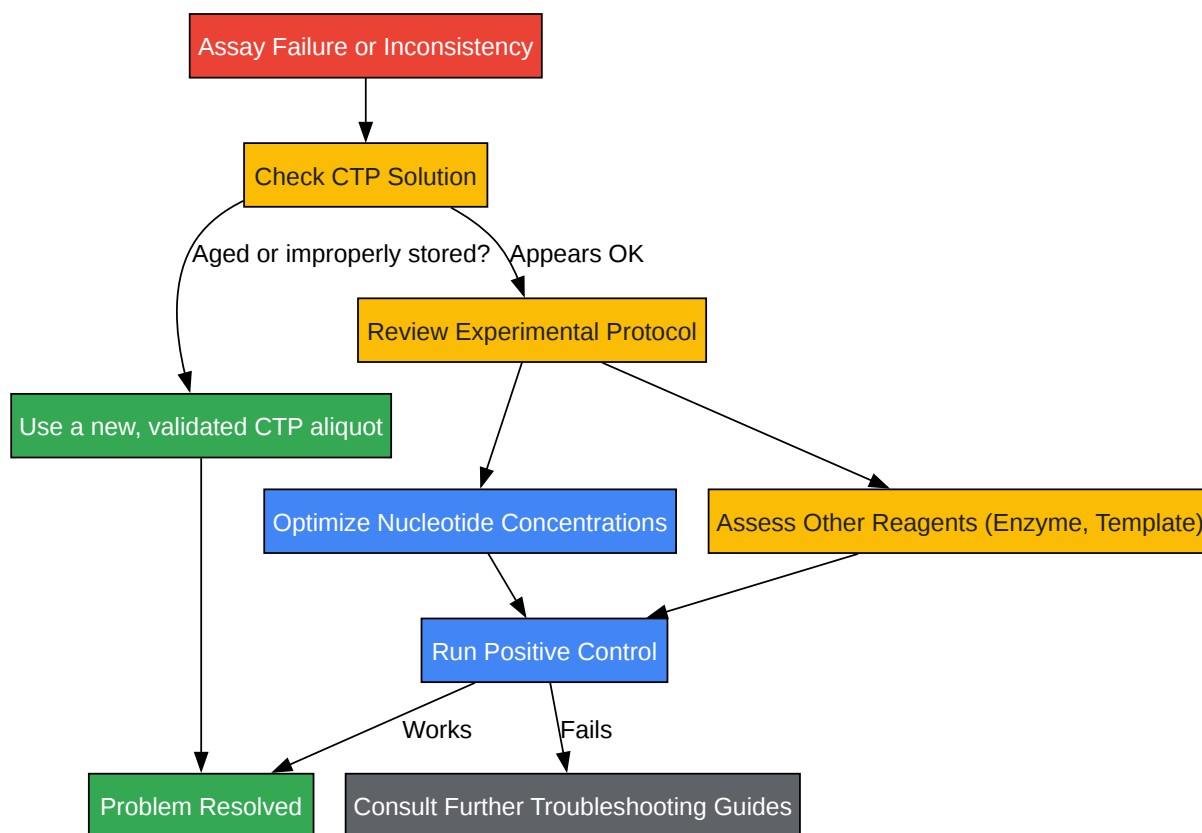 Assay Failure or Inconsistency
Check CTP Solution
Aged or improperly stored?
Appears OK
Review Experimental Protocol
Use a new, validated CTP aliquot
Optimize Nucleotide Concentrations
Assess Other Reagents (Enzyme, Template)
Run Positive Control
Works
Fails
Problem Resolved
Consult Further Troubleshooting Guides